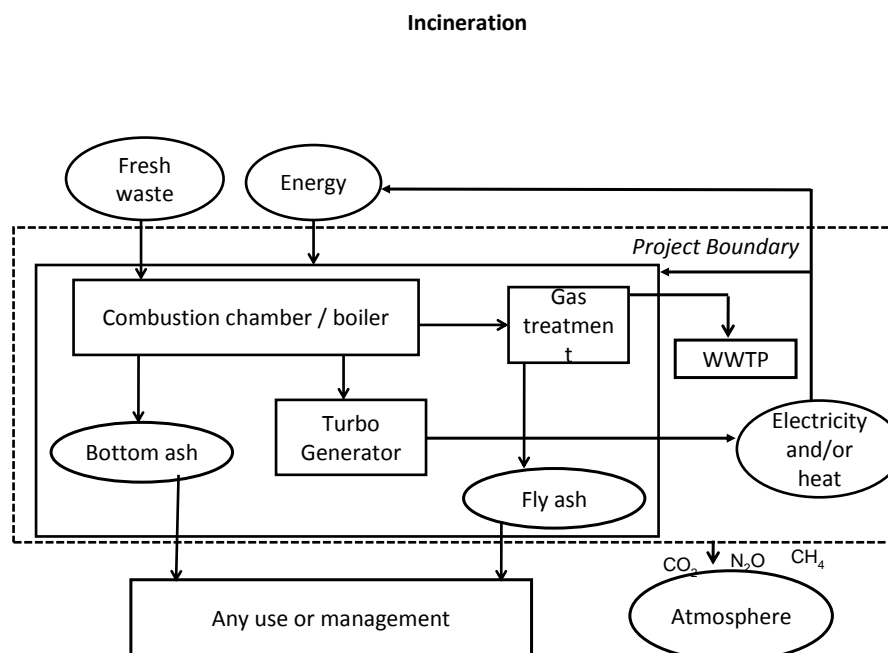 Incineration
Fresh
waste
Energy
Project Boundary
Combustion chamber / boiler
Gas
treatmen
t
WWTP
Turbo
Generator
Bottom ash
Electricity
and/or
heat
Fly ash
CO₂
N₂O
CH₄
Any use or management
Atmosphere